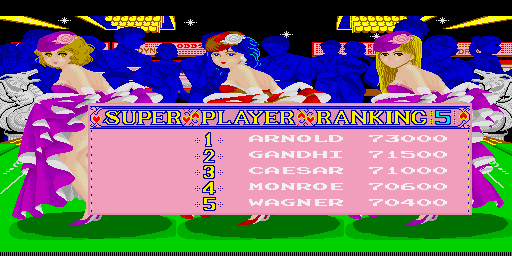 SUPER PLAYER RANKING 5
1 ARNOLD 73000
2 GANDHI 71500
3 CAESAR 71000
4 MONROE 70600
5 WAGNER 70400